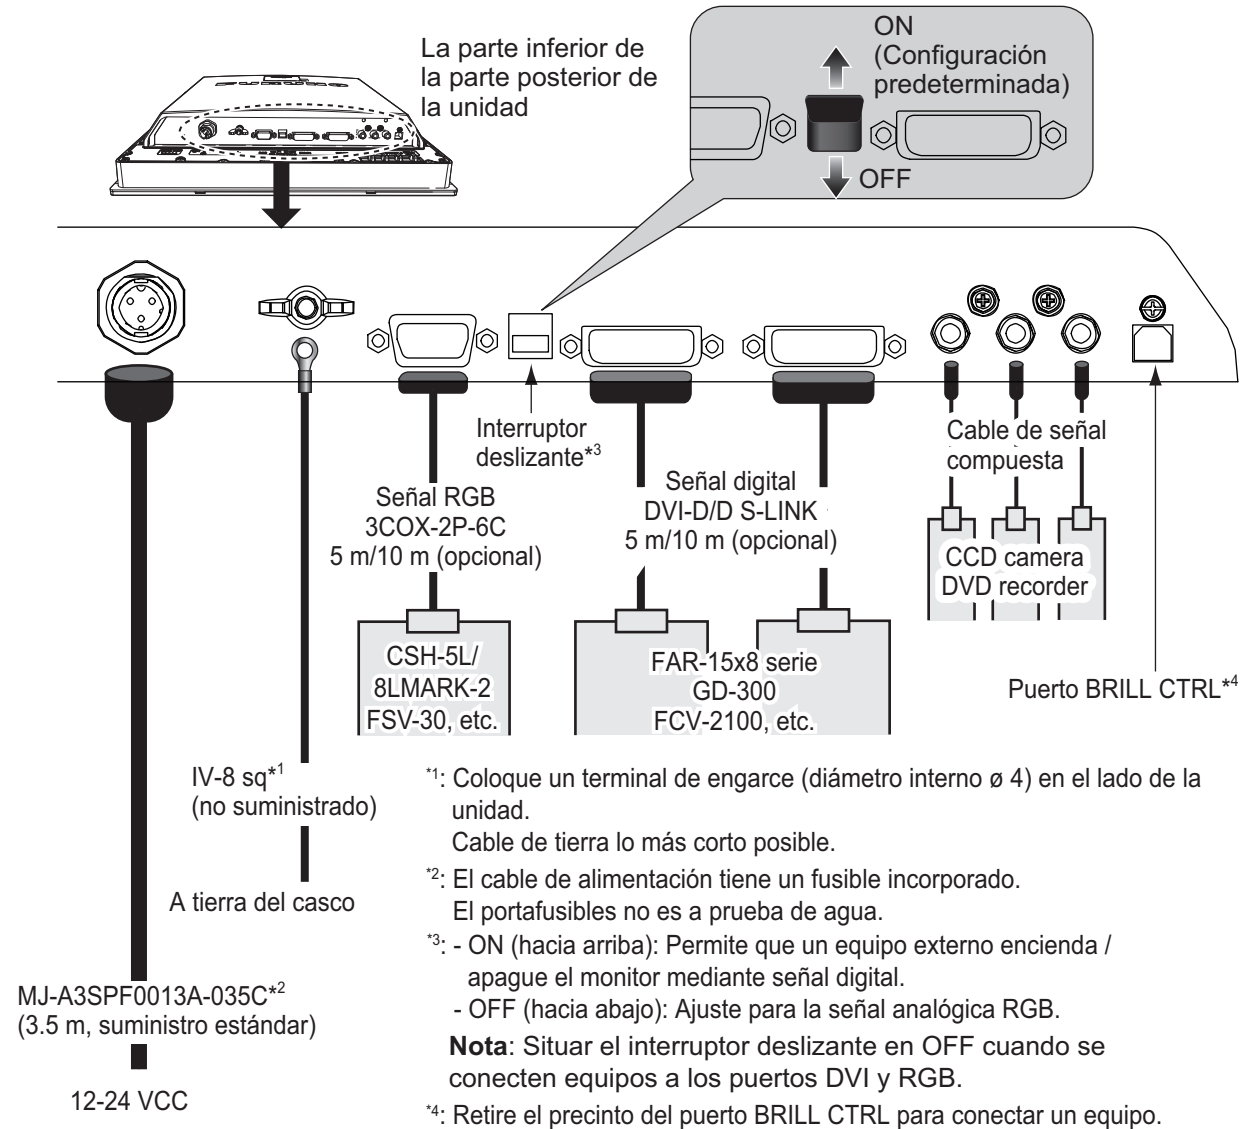 La parte inferior de
la parte posterior de
la unidad
ON
(Configuración
predeterminada)
OFF
Interruptor
deslizante*3
Cable de señal
compuesta
Señal RGB
3COX-2P-6C
5 m/10 m (opcional)
Señal digital
DVI-D/D S-LINK
5 m/10 m (opcional)
CCD camera
DVD recorder
CSH-5L/
8LMARK-2
FSV-30, etc.
FAR-15x8 serie
GD-300
FCV-2100, etc.
Puerto BRILL CTRL*4
IV-8 sq*1
(no suministrado)
A tierra del casco
MJ-A3SPF0013A-035C*2
(3.5 m, suministro estándar)
12-24 VCC
*1: Coloque un terminal de engarce (diámetro interno ø 4) en el lado de la
unidad.
Cable de tierra lo más corto posible.
*2: El cable de alimentación tiene un fusible incorporado.
El portafusibles no es a prueba de agua.
*3: - ON (hacia arriba): Permite que un equipo externo encienda /
apague el monitor mediante señal digital.
- OFF (hacia abajo): Ajuste para la señal analógica RGB.
Nota: Situar el interruptor deslizante en OFF cuando se
conecten equipos a los puertos DVI y RGB.
*4: Retire el precinto del puerto BRILL CTRL para conectar un equipo.